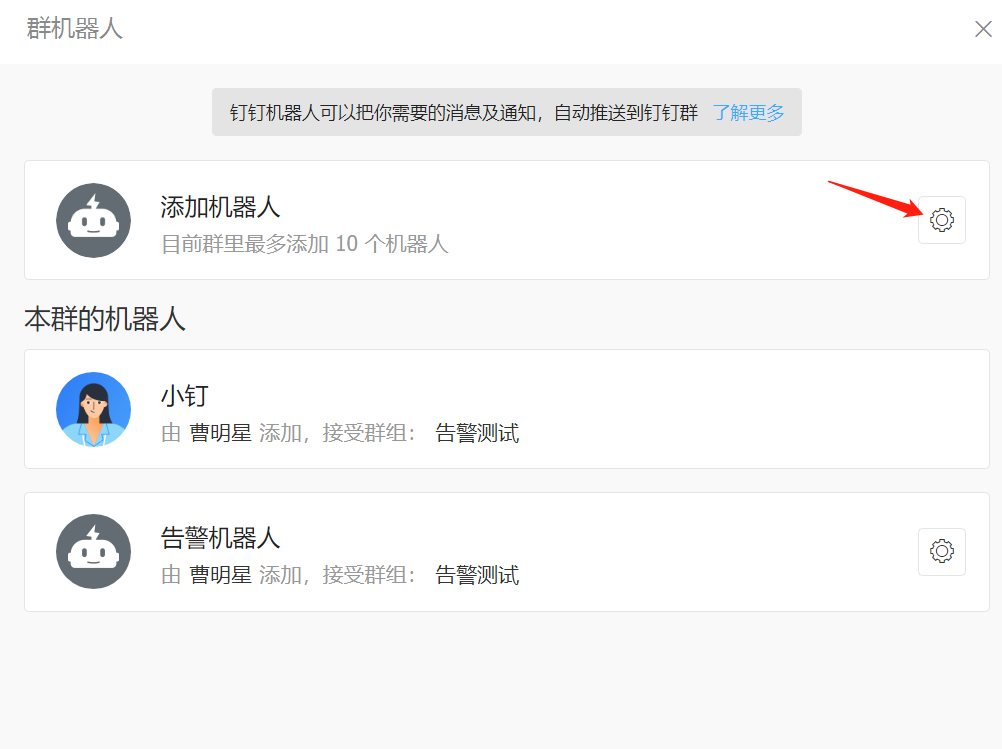 群机器人
钉钉机器人可以把你需要的消息及通知，自动推送到钉钉群 了解更多
添加机器人
目前群里最多添加 10 个机器人
本群的机器人
小钉
由 曹明星 添加，接受群组： 告警测试
告警机器人
由 曹明星 添加，接受群组： 告警测试